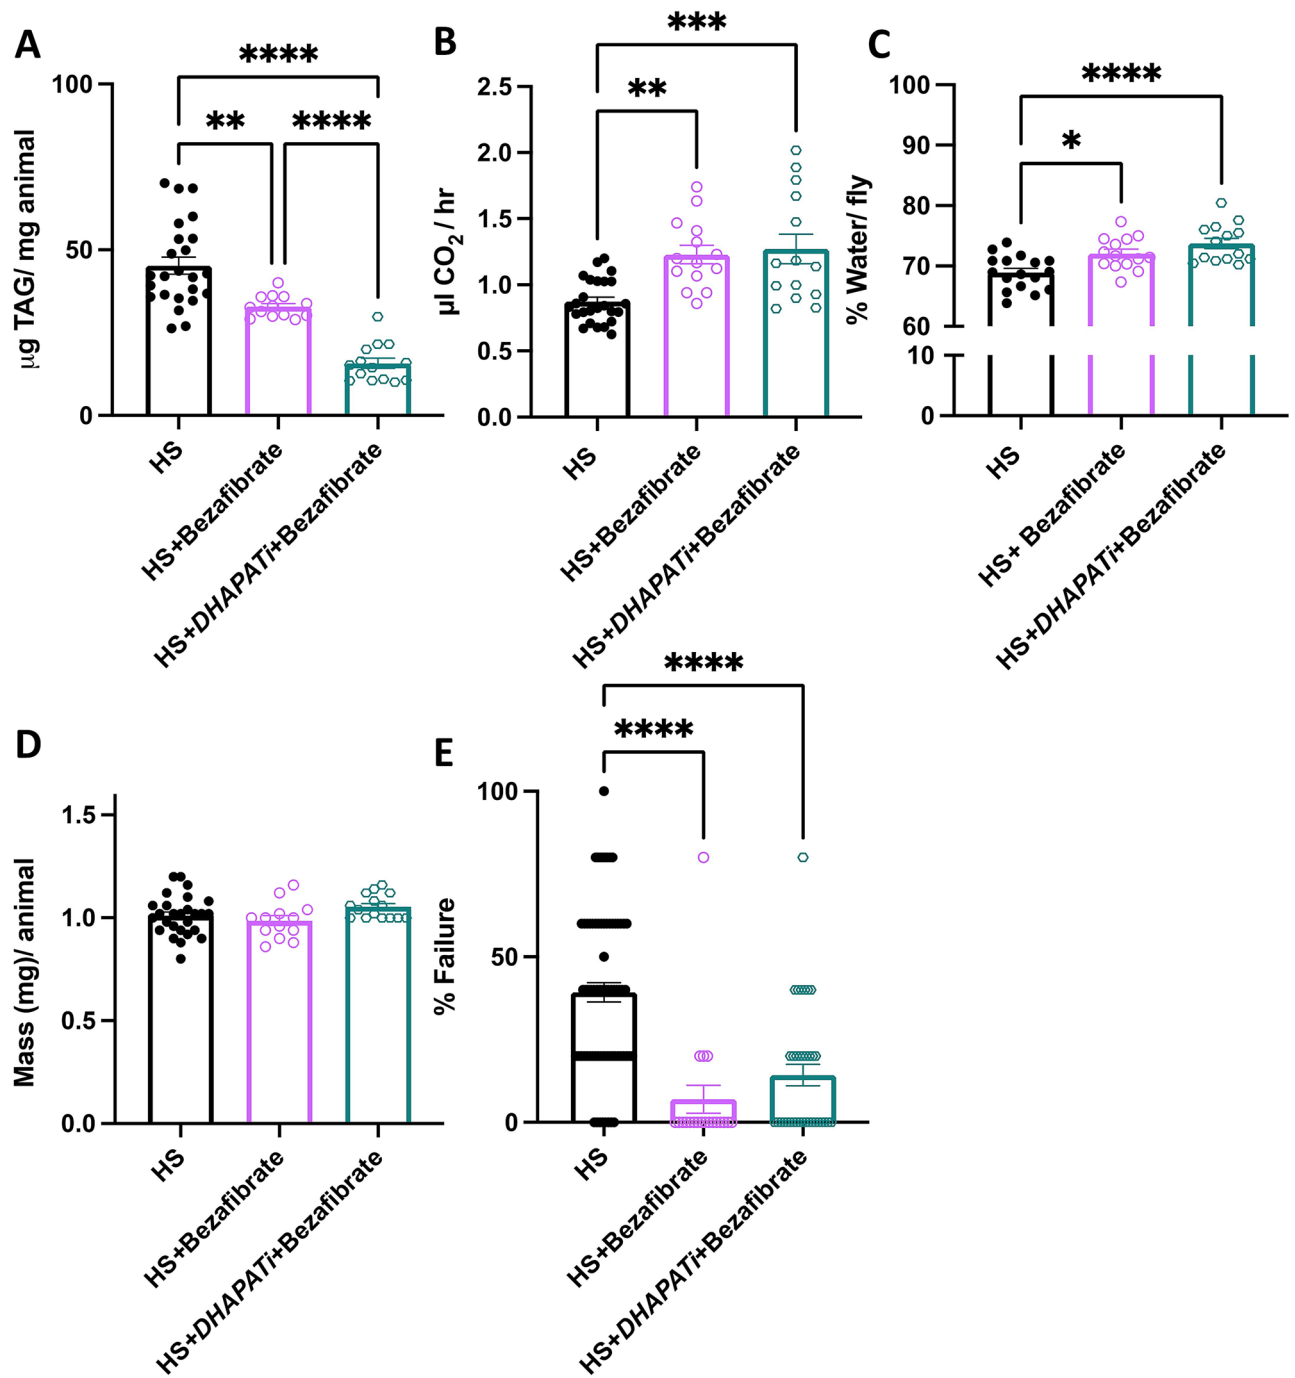 A
****
**
****
100
50
0
µg TAG/ mg animal
HS
HS+Bezafibrate
HS+DHAPATi+Bezafibrate
B
***
**
2.5
2.0
1.5
1.0
0.5
0.0
µl CO2 / hr
HS
HS+Bezafibrate
HS+DHAPATi+Bezafibrate
C
****
*
100
90
80
70
60
10
0
% Water/ fly
HS
HS+ Bezafibrate
HS+DHAPATi+Bezafibrate
D
1.5
1.0
0.5
0.0
Mass (mg)/ animal
HS
HS+Bezafibrate
HS+DHAPATi+Bezafibrate
E
****
****
100
50
0
% Failure
HS
HS+Bezafibrate
HS+DHAPATi+Bezafibrate